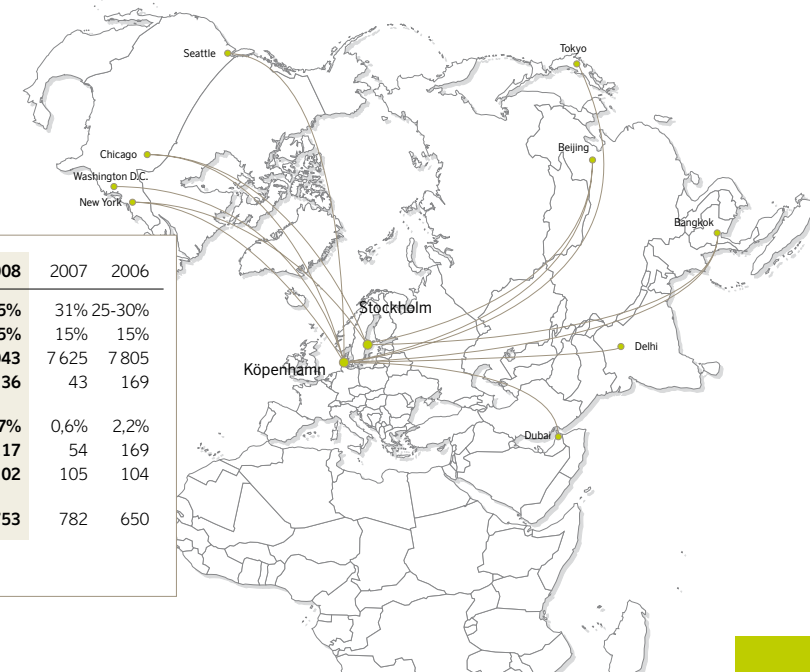 Seattle
Tokyo
Chicago
Beijing
Washington D.C.
New York
Bangkok
Stockholm
Köpenhamn
Delhi
Dubai
08 2007 2006
5% 31% 25-30%
5% 15% 15%
043 7 625 7 805
36 43 169
7% 0,6% 2,2%
17 54 169
02 105 104
753 782 650